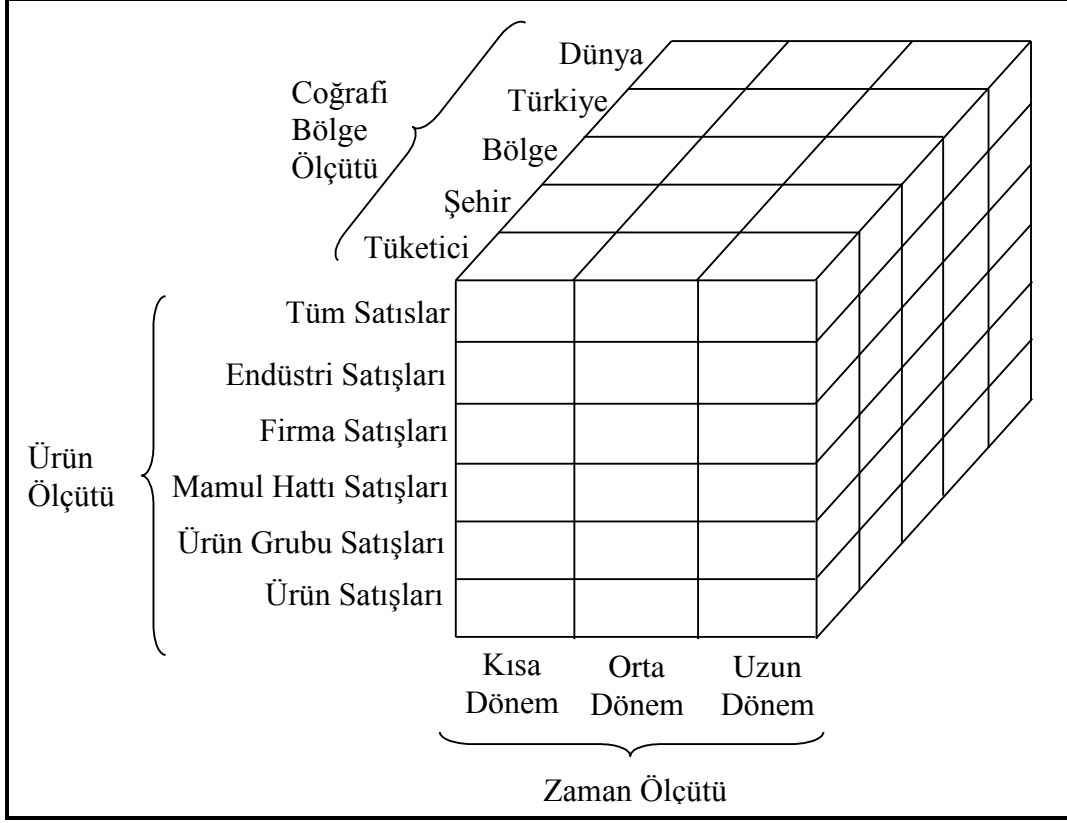 Dünya
Türkiye
Bölge
Şehir
Tüketici
Coğrafi
Bölge
Ölçütü
Tüm Satıslar
Endüstri Satışları
Firma Satışları
Mamul Hattı Satışları
Ürün Grubu Satışları
Ürün Satışları
Ürün
Ölçütü
Kısa
Dönem
Orta
Dönem
Uzun
Dönem
Zaman Ölçütü